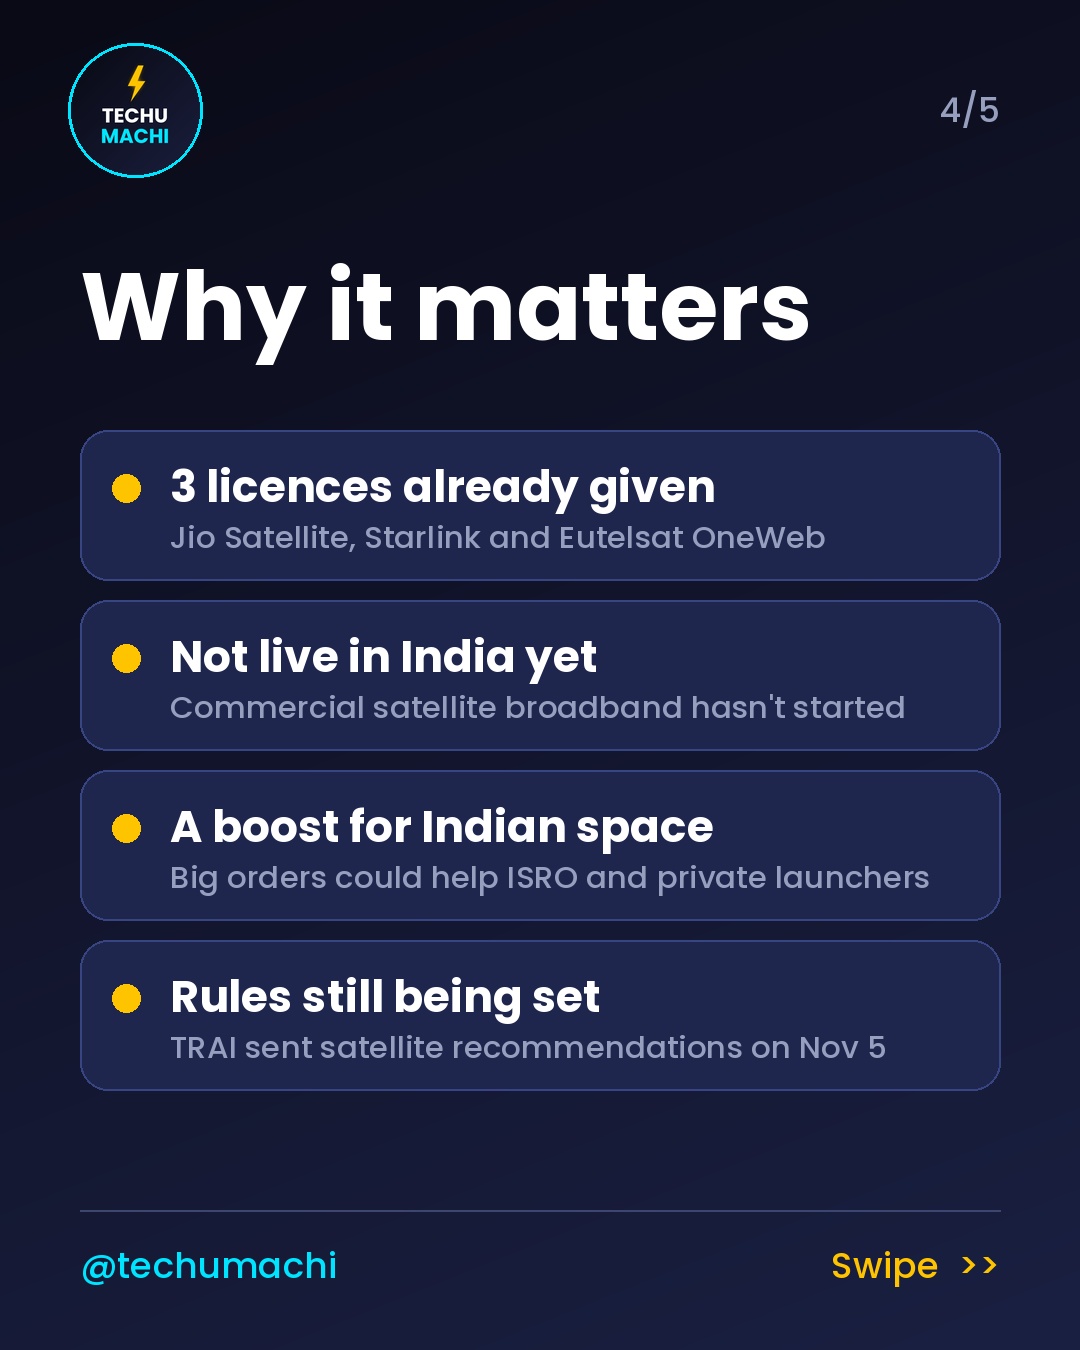 TECHU
MACHI
4/5
Why it matters
3 licences already given
Jio Satellite, Starlink and Eutelsat OneWeb
Not live in India yet
Commercial satellite broadband hasn't started
A boost for Indian space
Big orders could help ISRO and private launchers
Rules still being set
TRAI sent satellite recommendations on Nov 5
@techumachi
Swipe >>